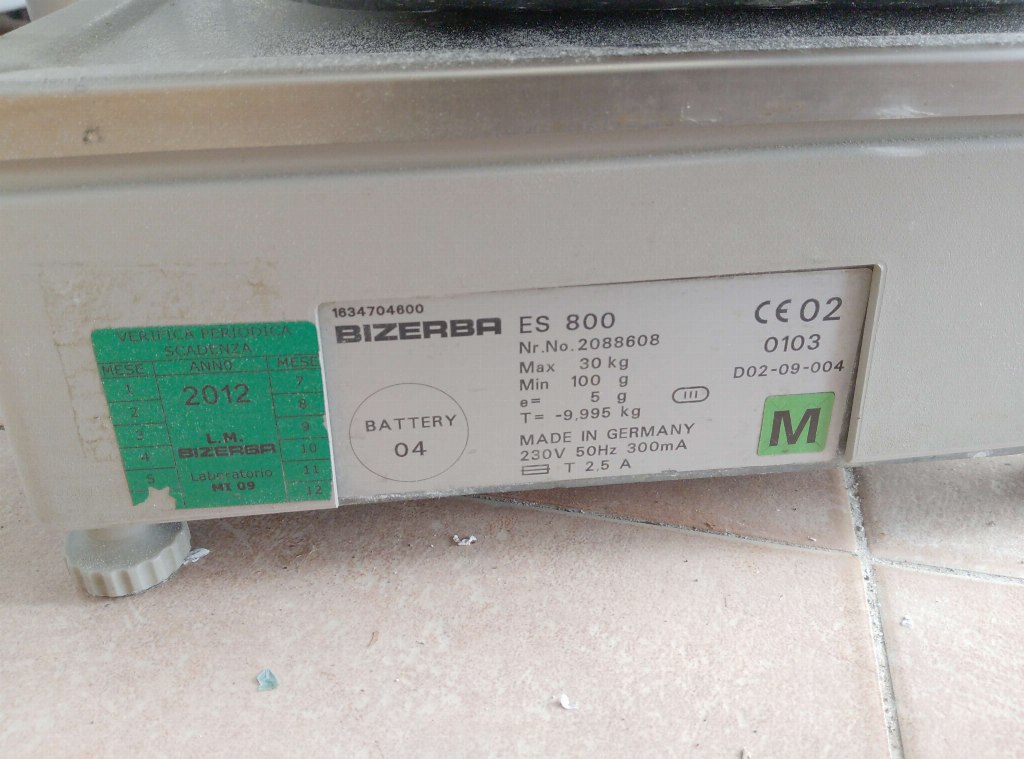 VERIFICA PERIODICA
SCADENZA
MESE ANNO MESE
1 2012 7
2 8
3 L.M. 9
4 BIZERBA 10
5 Laboratorio 11
MT 09 12
1634704600
BIZERBA
BATTERY
04
ES 800
Nr.No. 2088608
Max 30 kg
Min 100 g
e= 5 g
T= -9,995 kg
III
MADE IN GERMANY
230V 50Hz 300mA
T 2.5 A
CE 02
0103
D02-09-004
M